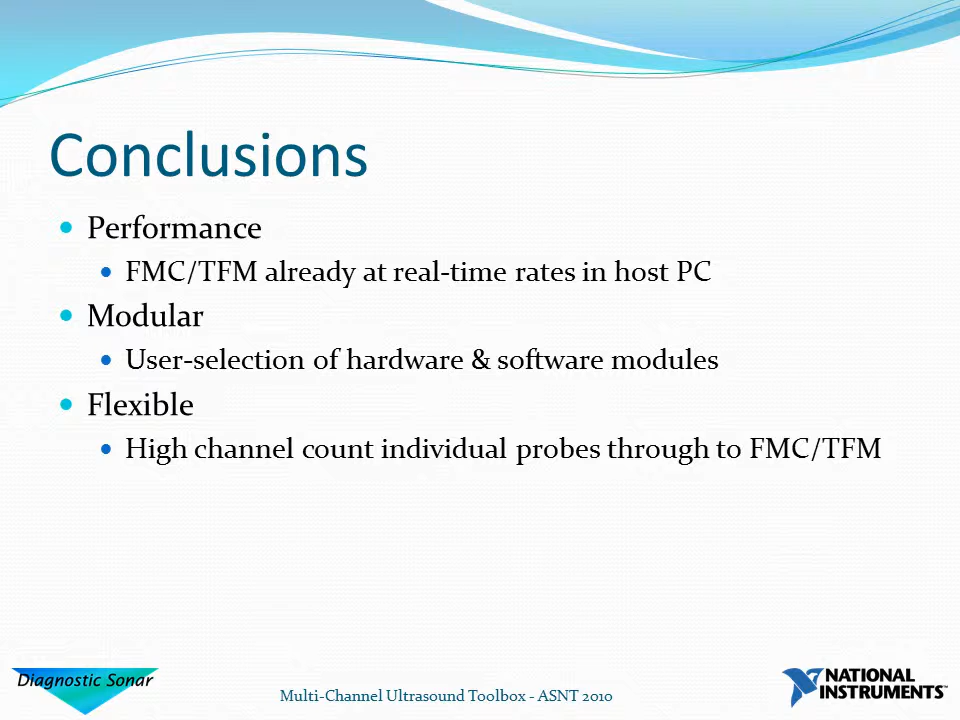 Conclusions
Performance
FMC/TFM already at real-time rates in host PC
Modular
User-selection of hardware & software modules
Flexible
High channel count individual probes through to FMC/TFM
Diagnostic Sonar
Multi-Channel Ultrasound Toolbox - ASNT 2010
NATIONAL
INSTRUMENTS™